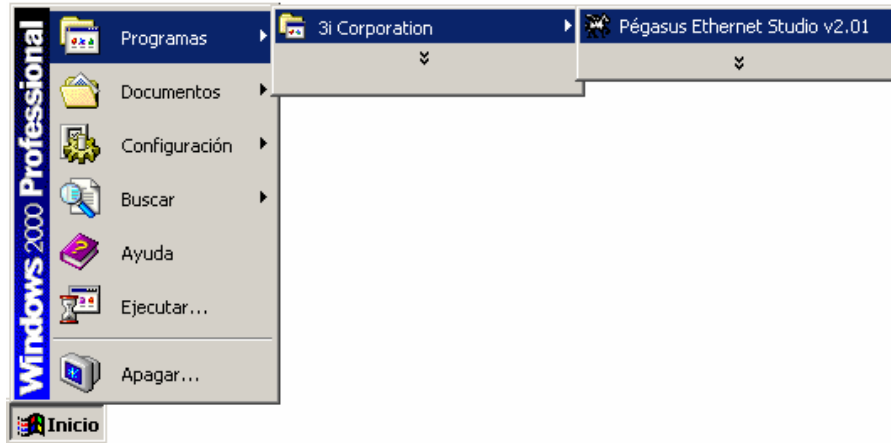 Windows 2000 Professional
Programas
3i Corporation
Pégasus Ethernet Studio v2.01
Documentos
Configuración
Buscar
Ayuda
Ejecutar...
Apagar...
Inicio